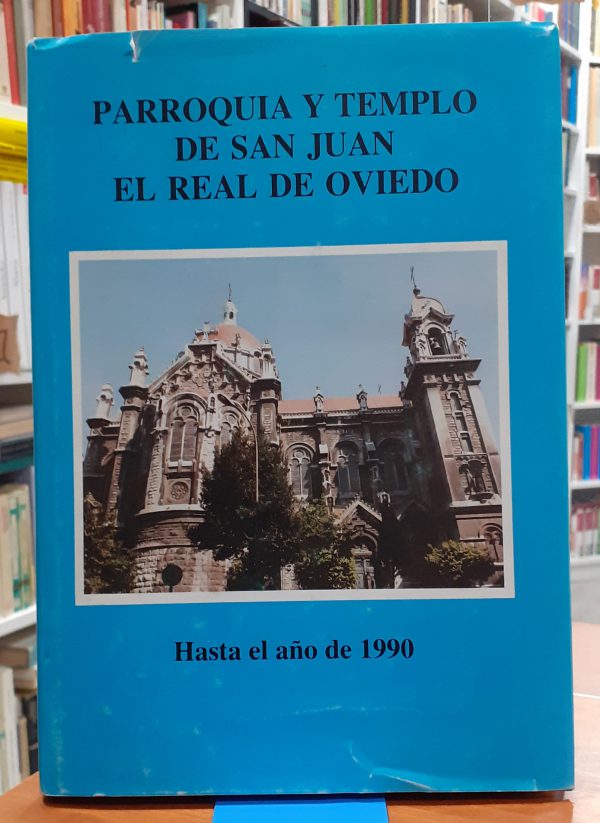 PARROQUIA Y TEMPLO
DE SAN JUAN
EL REAL DE OVIEDO
Hasta el año de 1990